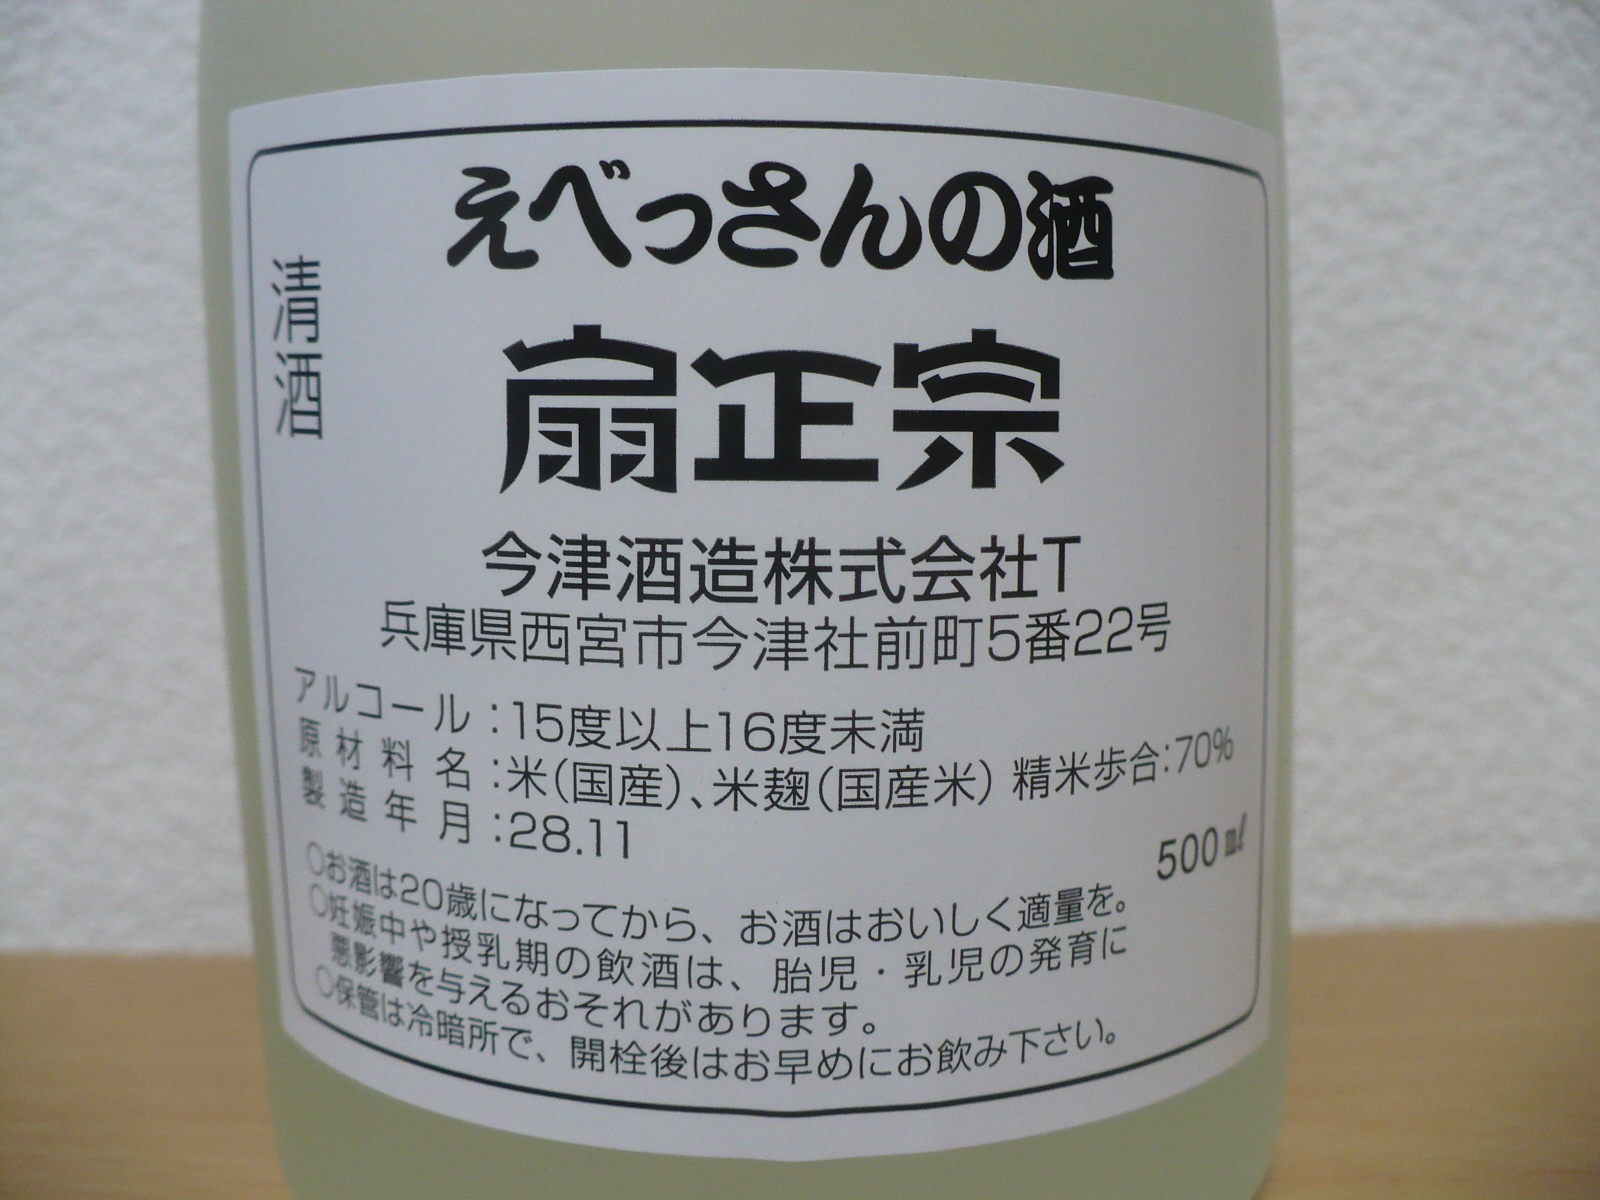 えべっさんの酒
清酒
扇正宗
今津酒造株式会社T
兵庫県西宮市今津社前町5番22号
アルコール:15度以上16度未満
原材料名:米(国産)、米麹(国産米) 精米歩合:70%
製造年月:28.11
500㎖
○お酒は20歳になってから、お酒はおいしく適量を。
○妊娠中や授乳期の飲酒は、胎児・乳児の発育に
悪影響を与えるおそれがあります。
○保管は冷暗所で、開栓後はお早めにお飲み下さい。